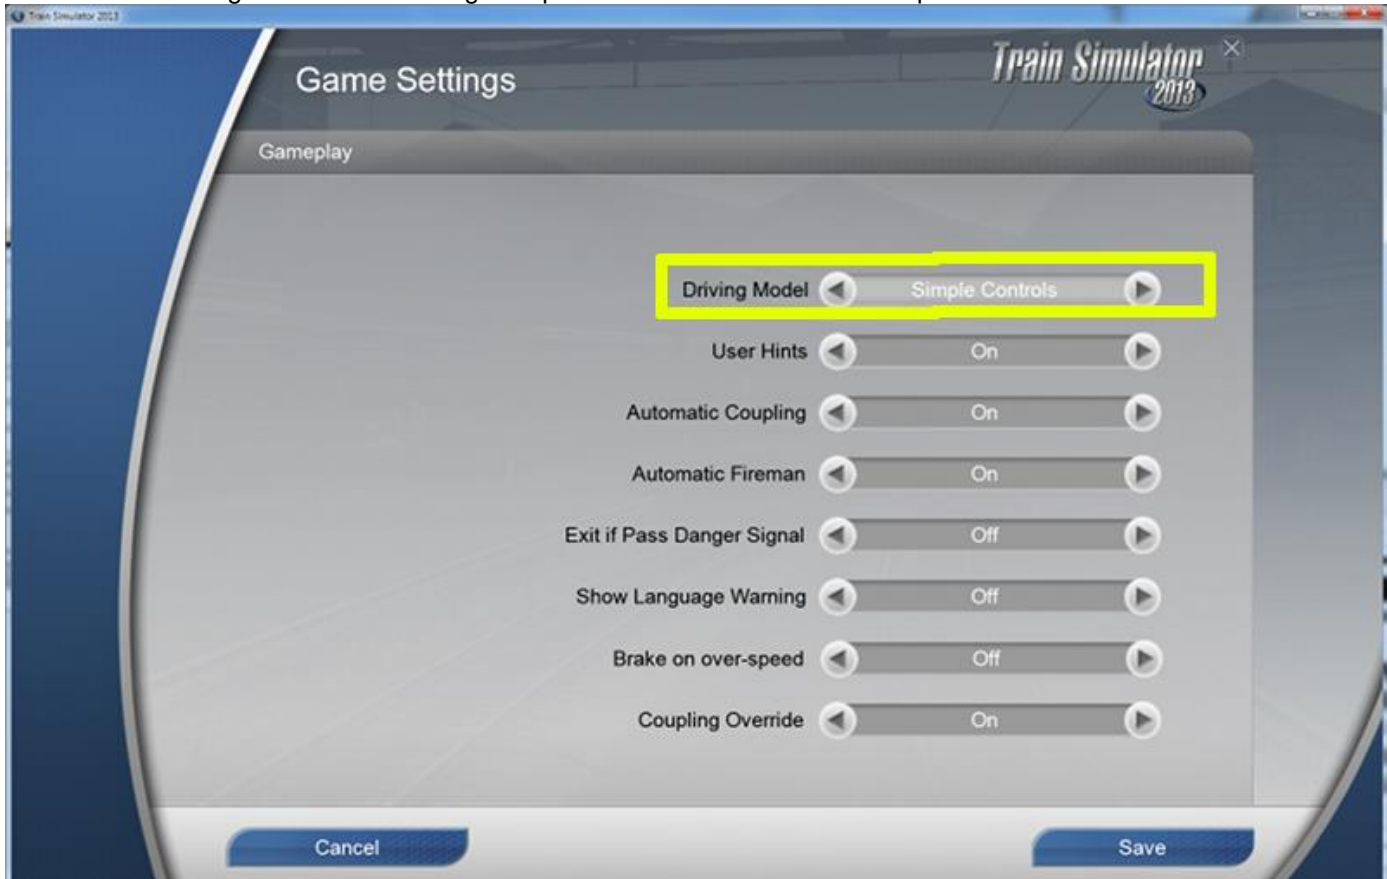 Train Simulator 2013
Game Settings
Train Simulator
2013
Gameplay
Driving Model Simple Controls
User Hints On
Automatic Coupling On
Automatic Fireman On
Exit if Pass Danger Signal Off
Show Language Warning Off
Brake on over-speed Off
Coupling Override On
Cancel Save